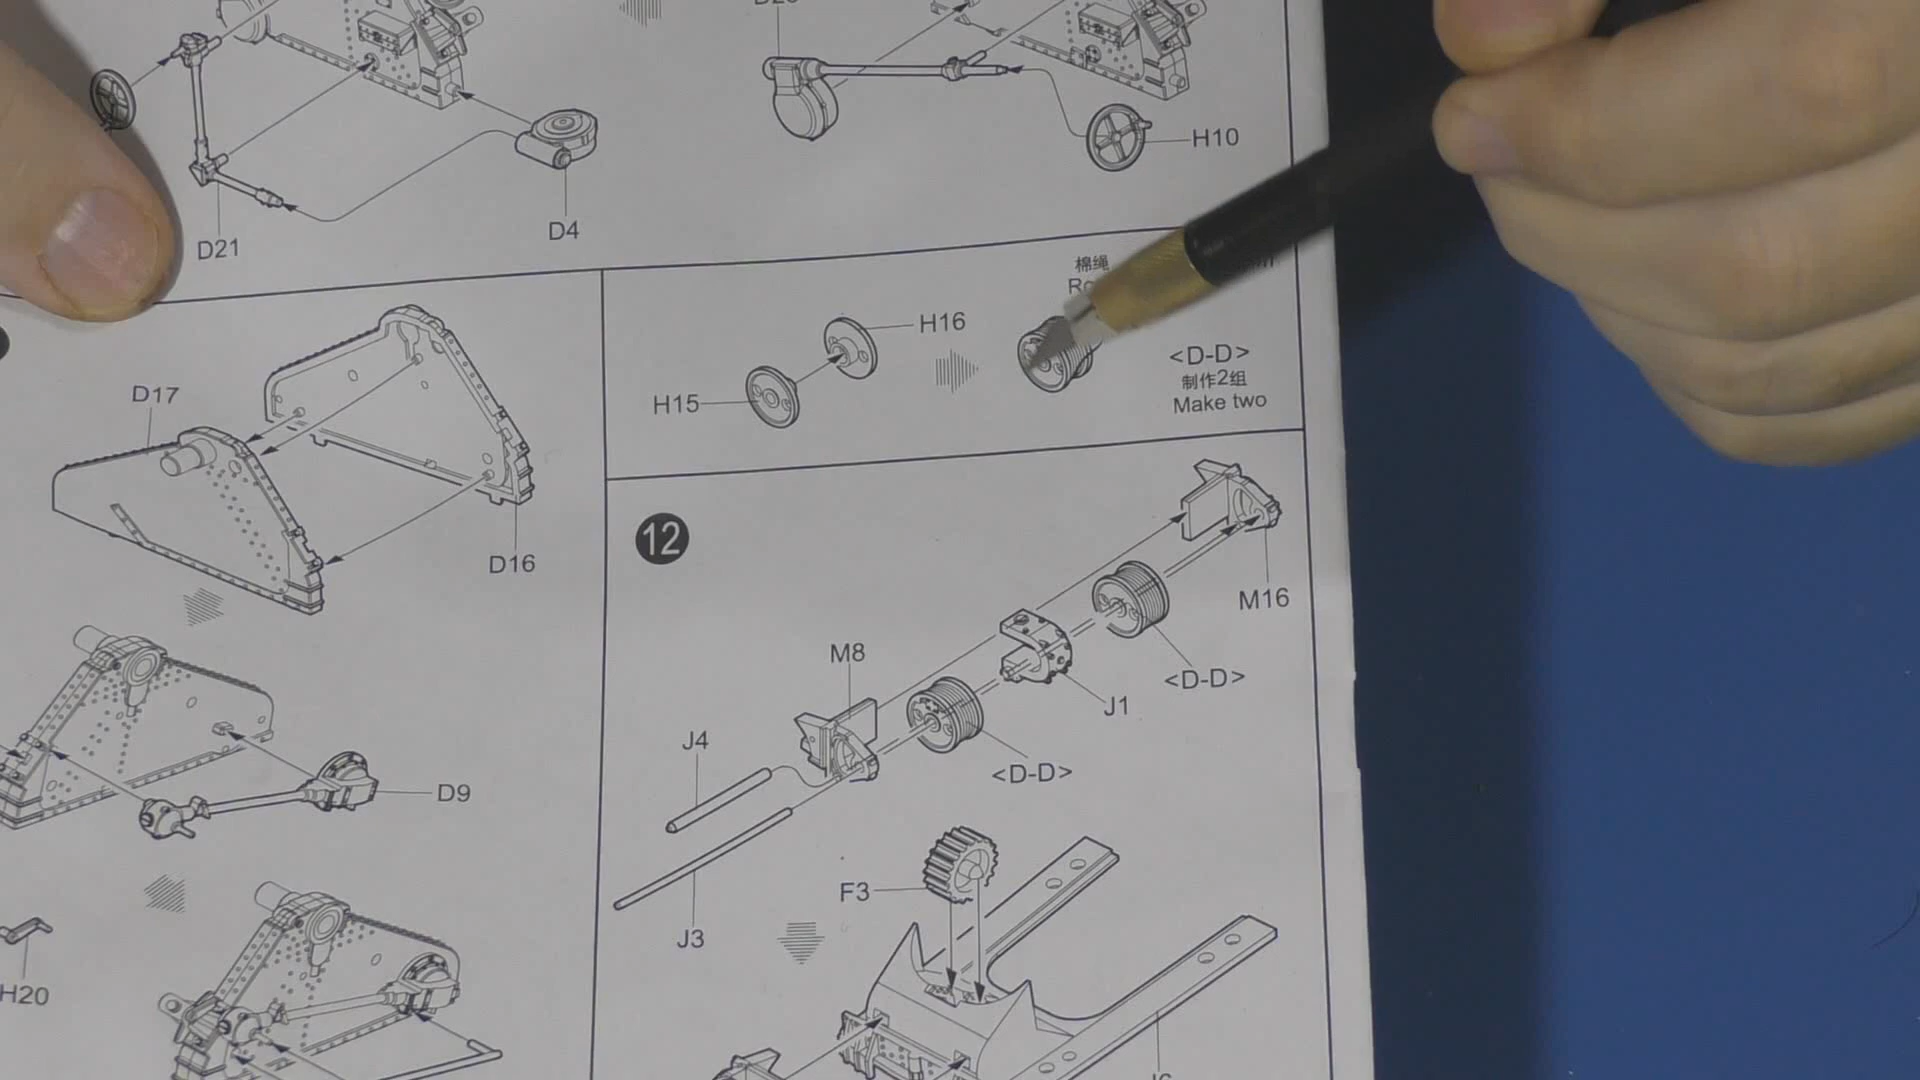 H10
D4
D21
棉绳
H16
H15
<D-D>
制作2组
Make two
D17
D16
12
M16
M8
<D-D>
J1
J4
<D-D>
D9
F3
J3
H20